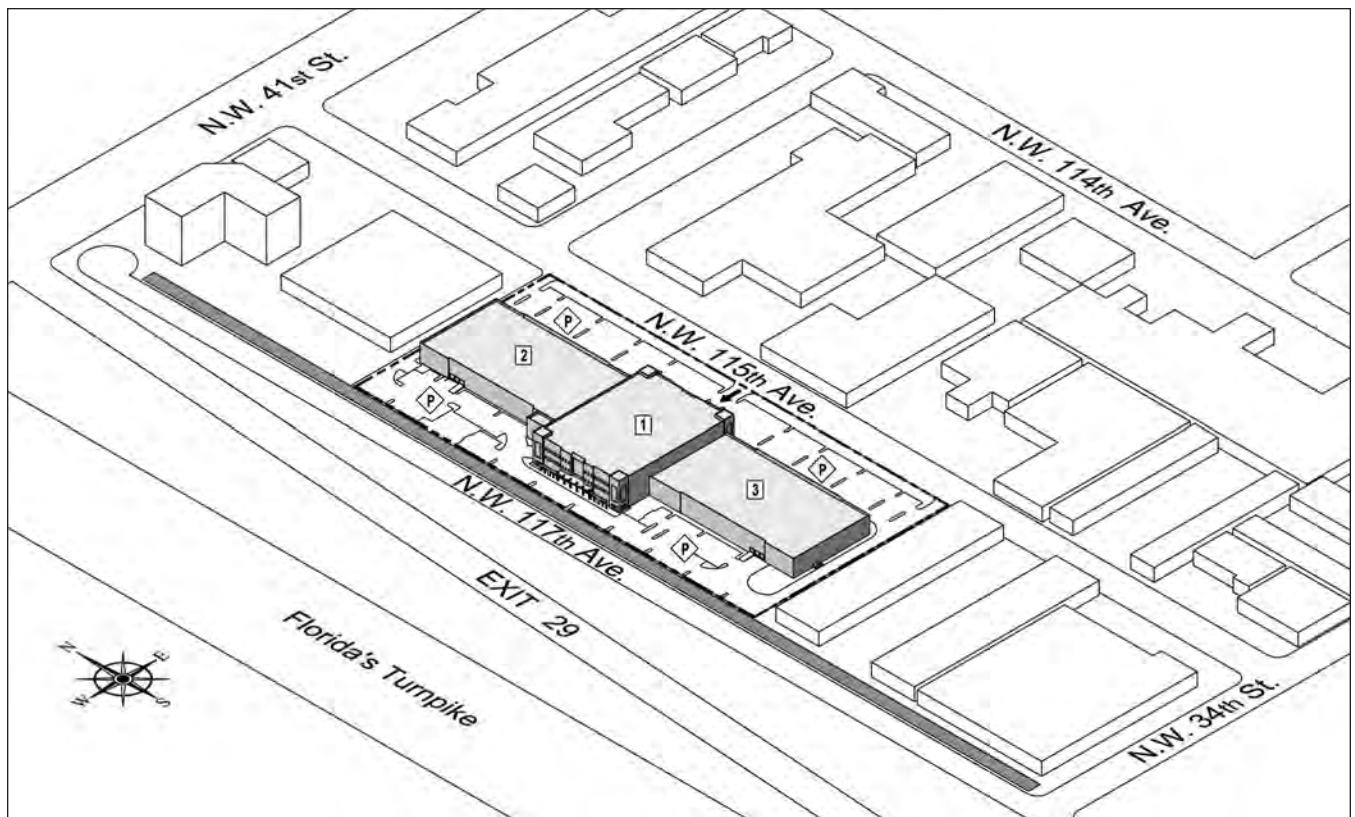 N.W. 41st St.
N.W. 114th Ave.
P
N.W. 115th Ave.
2
P
1
P
3
P
N.W. 117th Ave.
EXIT 29
Florida's Turnpike
N.W. 34th St.
N
E
W
S